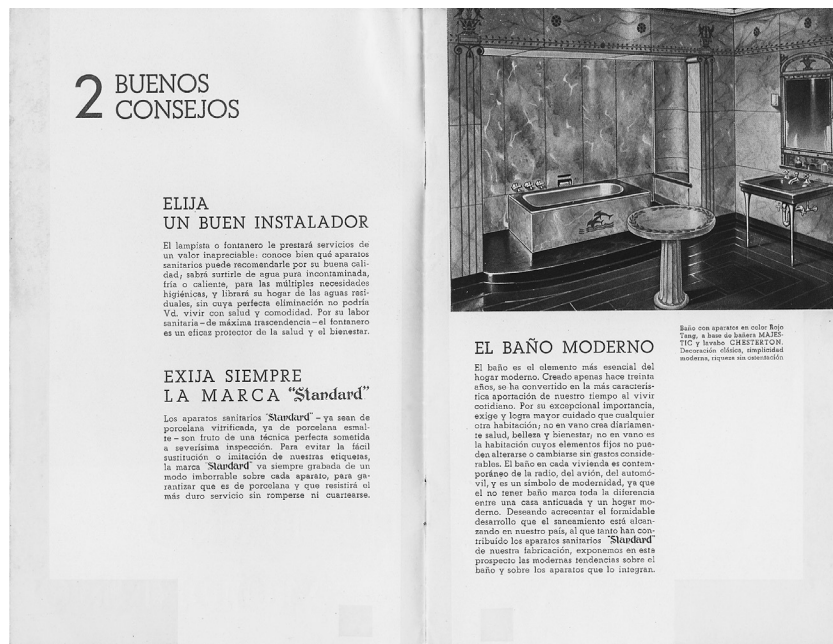 2 BUENOS
CONSEJOS
ELIJA
UN BUEN INSTALADOR
El lampista o fontanero le prestará servicios de
un valor inapreciable: conoce bien qué aparatos
sanitarios puede recomendarle por su buena cali-
dad; sabrá surtirle de agua pura incontaminada,
fría o caliente, para las múltiples necesidades
higiénicas, y librará su hogar de las aguas resi-
duales, sin cuya perfecta eliminación no podría
Vd. vivir con salud y comodidad. Por su labor
sanitaria – de máxima trascendencia – el fontanero
es un eficaz protector de la salud y el bienestar.
EXIJA SIEMPRE
LA MARCA "Standard"
Los aparatos sanitarios "Standard" – ya sean de
porcelana vitrificada, ya de porcelana esmal-
te – son fruto de una técnica perfecta sometida
a severísima inspección. Para evitar la fácil
sustitución o imitación de nuestras etiquetas,
la marca "Standard" va siempre grabada de un
modo imborrable sobre cada aparato, para ga-
rantizar que es de porcelana y que resistirá el
más duro servicio sin romperse ni cuartearse.
Baño con aparatos en color Rojo
Tang, a base de bañera MAJES-
TIC y lavabo CHESTERTON.
Decoración clásica, simplicidad
moderna, riqueza sin ostentación
EL BAÑO MODERNO
El baño es el elemento más esencial del
hogar moderno. Creado apenas hace treinta
años, se ha convertido en la más caracterís-
tica aportación de nuestro tiempo al vivir
cotidiano. Por su excepcional importancia,
exige y logra mayor cuidado que cualquier
otra habitación; no en vano crea diariamen-
te salud, belleza y bienestar; no en vano es
la habitación cuyos elementos fijos no pue-
den alterarse o cambiarse sin gastos conside-
rables. El baño en cada vivienda es contem-
poráneo de la radio, del avión, del automó-
vil, y es un símbolo de modernidad, ya que
el no tener baño marca toda la diferencia
entre una casa anticuada y un hogar mo-
derno. Deseando acrecentar el formidable
desarrollo que el saneamiento está alcan-
zando en nuestro país, al que tanto han con-
tribuido los aparatos sanitarios "Standard"
de nuestra fabricación, exponemos en este
prospecto las modernas tendencias sobre el
baño y sobre los aparatos que lo integran.